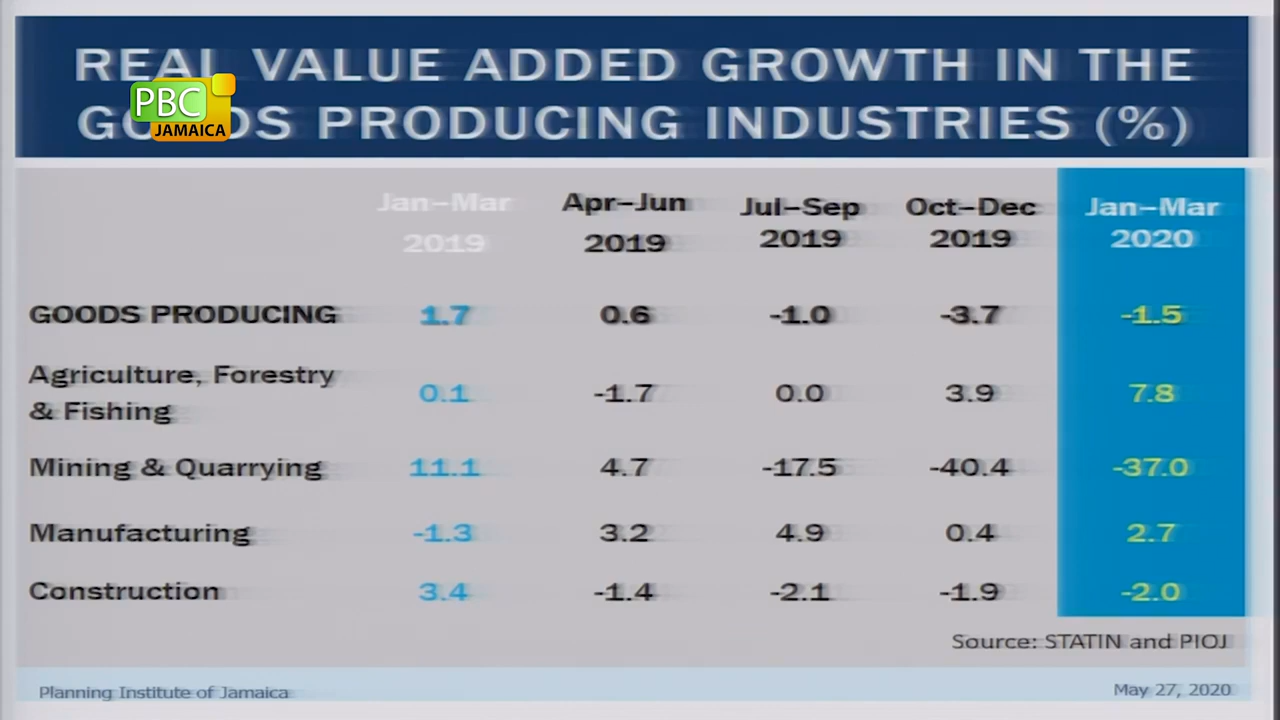 REAL VALUE ADDED GROWTH IN THE
GOODS PRODUCING INDUSTRIES (%)
PBC
JAMAICA
Jan–Mar 2019 Apr–Jun 2019 Jul–Sep 2019 Oct–Dec 2019 Jan–Mar 2020
GOODS PRODUCING 1.7 0.6 -1.0 -3.7 -1.5
Agriculture, Forestry
& Fishing 0.1 -1.7 0.0 3.9 7.8
Mining & Quarrying 11.1 4.7 -17.5 -40.4 -37.0
Manufacturing -1.3 3.2 4.9 0.4 2.7
Construction 3.4 -1.4 -2.1 -1.9 -2.0
Source: STATIN and PIOJ
Planning Institute of Jamaica May 27, 2020